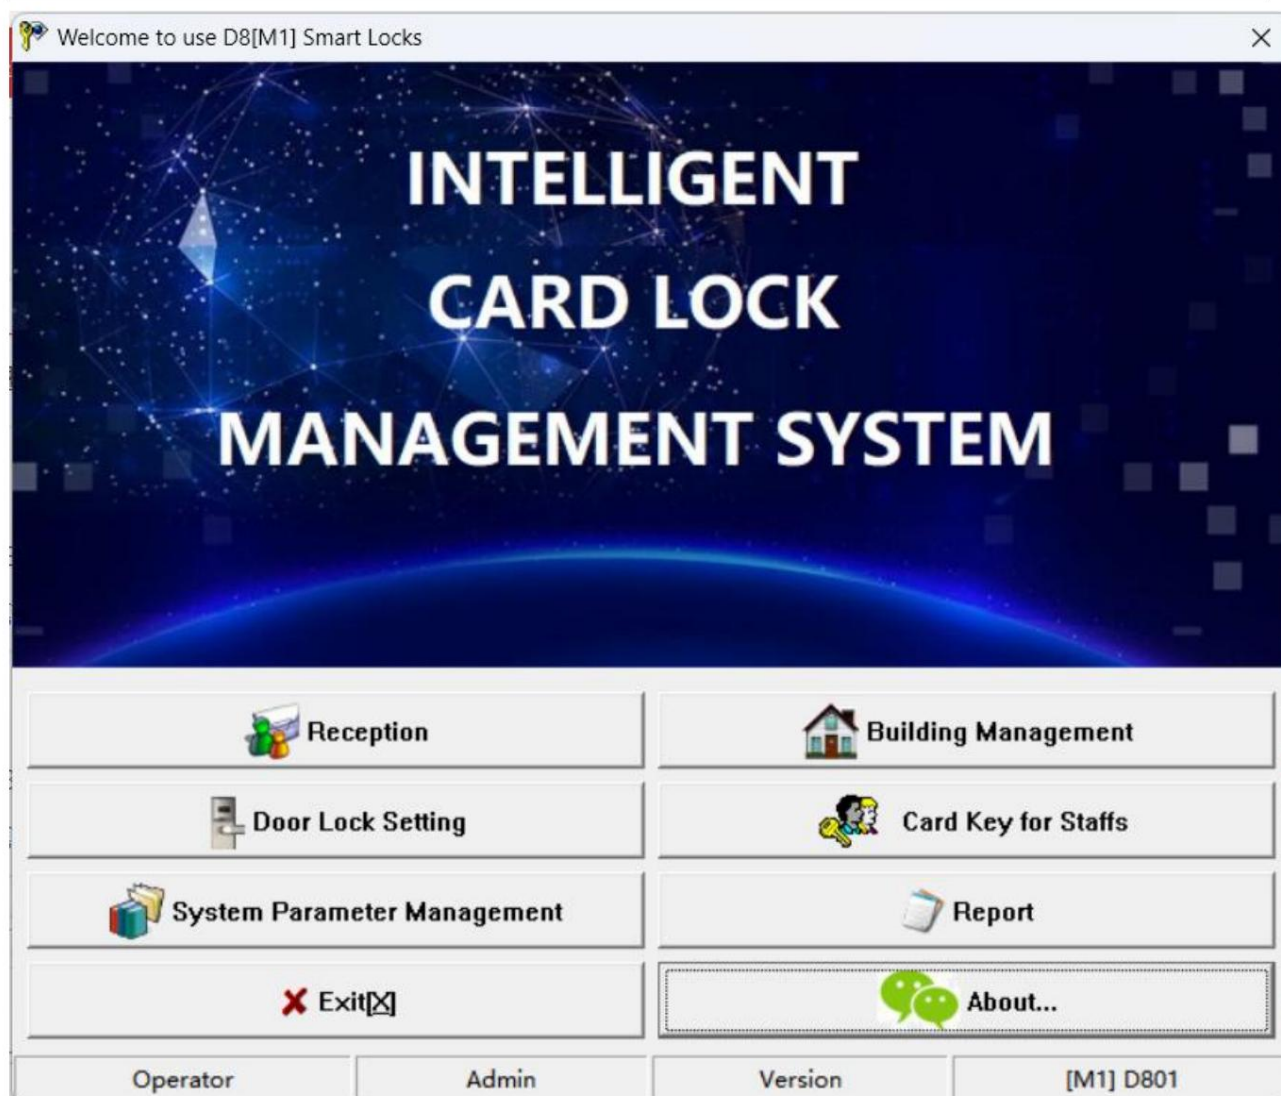 Welcome to use D8[M1] Smart Locks
INTELLIGENT
CARD LOCK
MANAGEMENT SYSTEM
Reception
Building Management
Door Lock Setting
Card Key for Staffs
System Parameter Management
Report
Exit[X]
About...
Operator
Admin
Version
[M1] D801